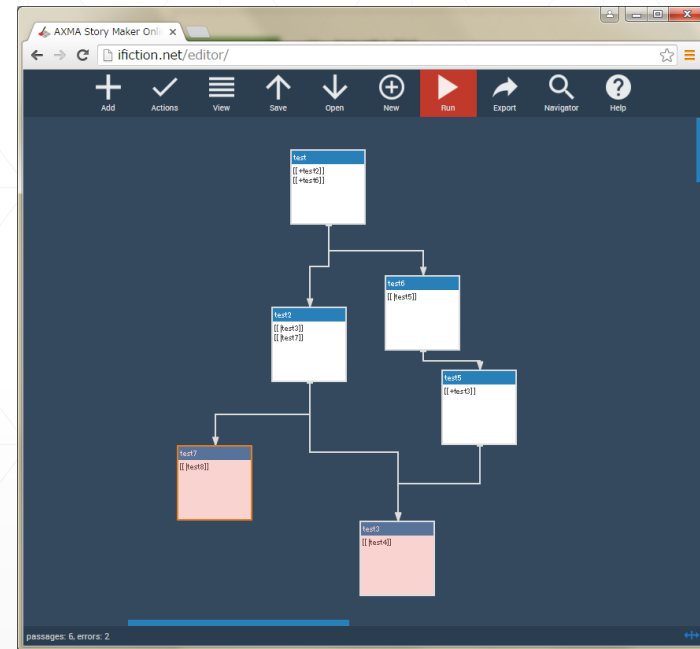 AXMA Story Maker Onli
ifiction.net/editor/
Add
Actions
View
Save
Open
New
Run
Export
Navigator
Help
test
[[ +test2]]
[[ +test6]]
test6
[[ |test5]]
test2
[[ |test3]]
[[ |test7]]
test5
[[ +test3]]
test7
[[ |test8]]
test3
[[ |test4]]
passages: 6, errors: 2